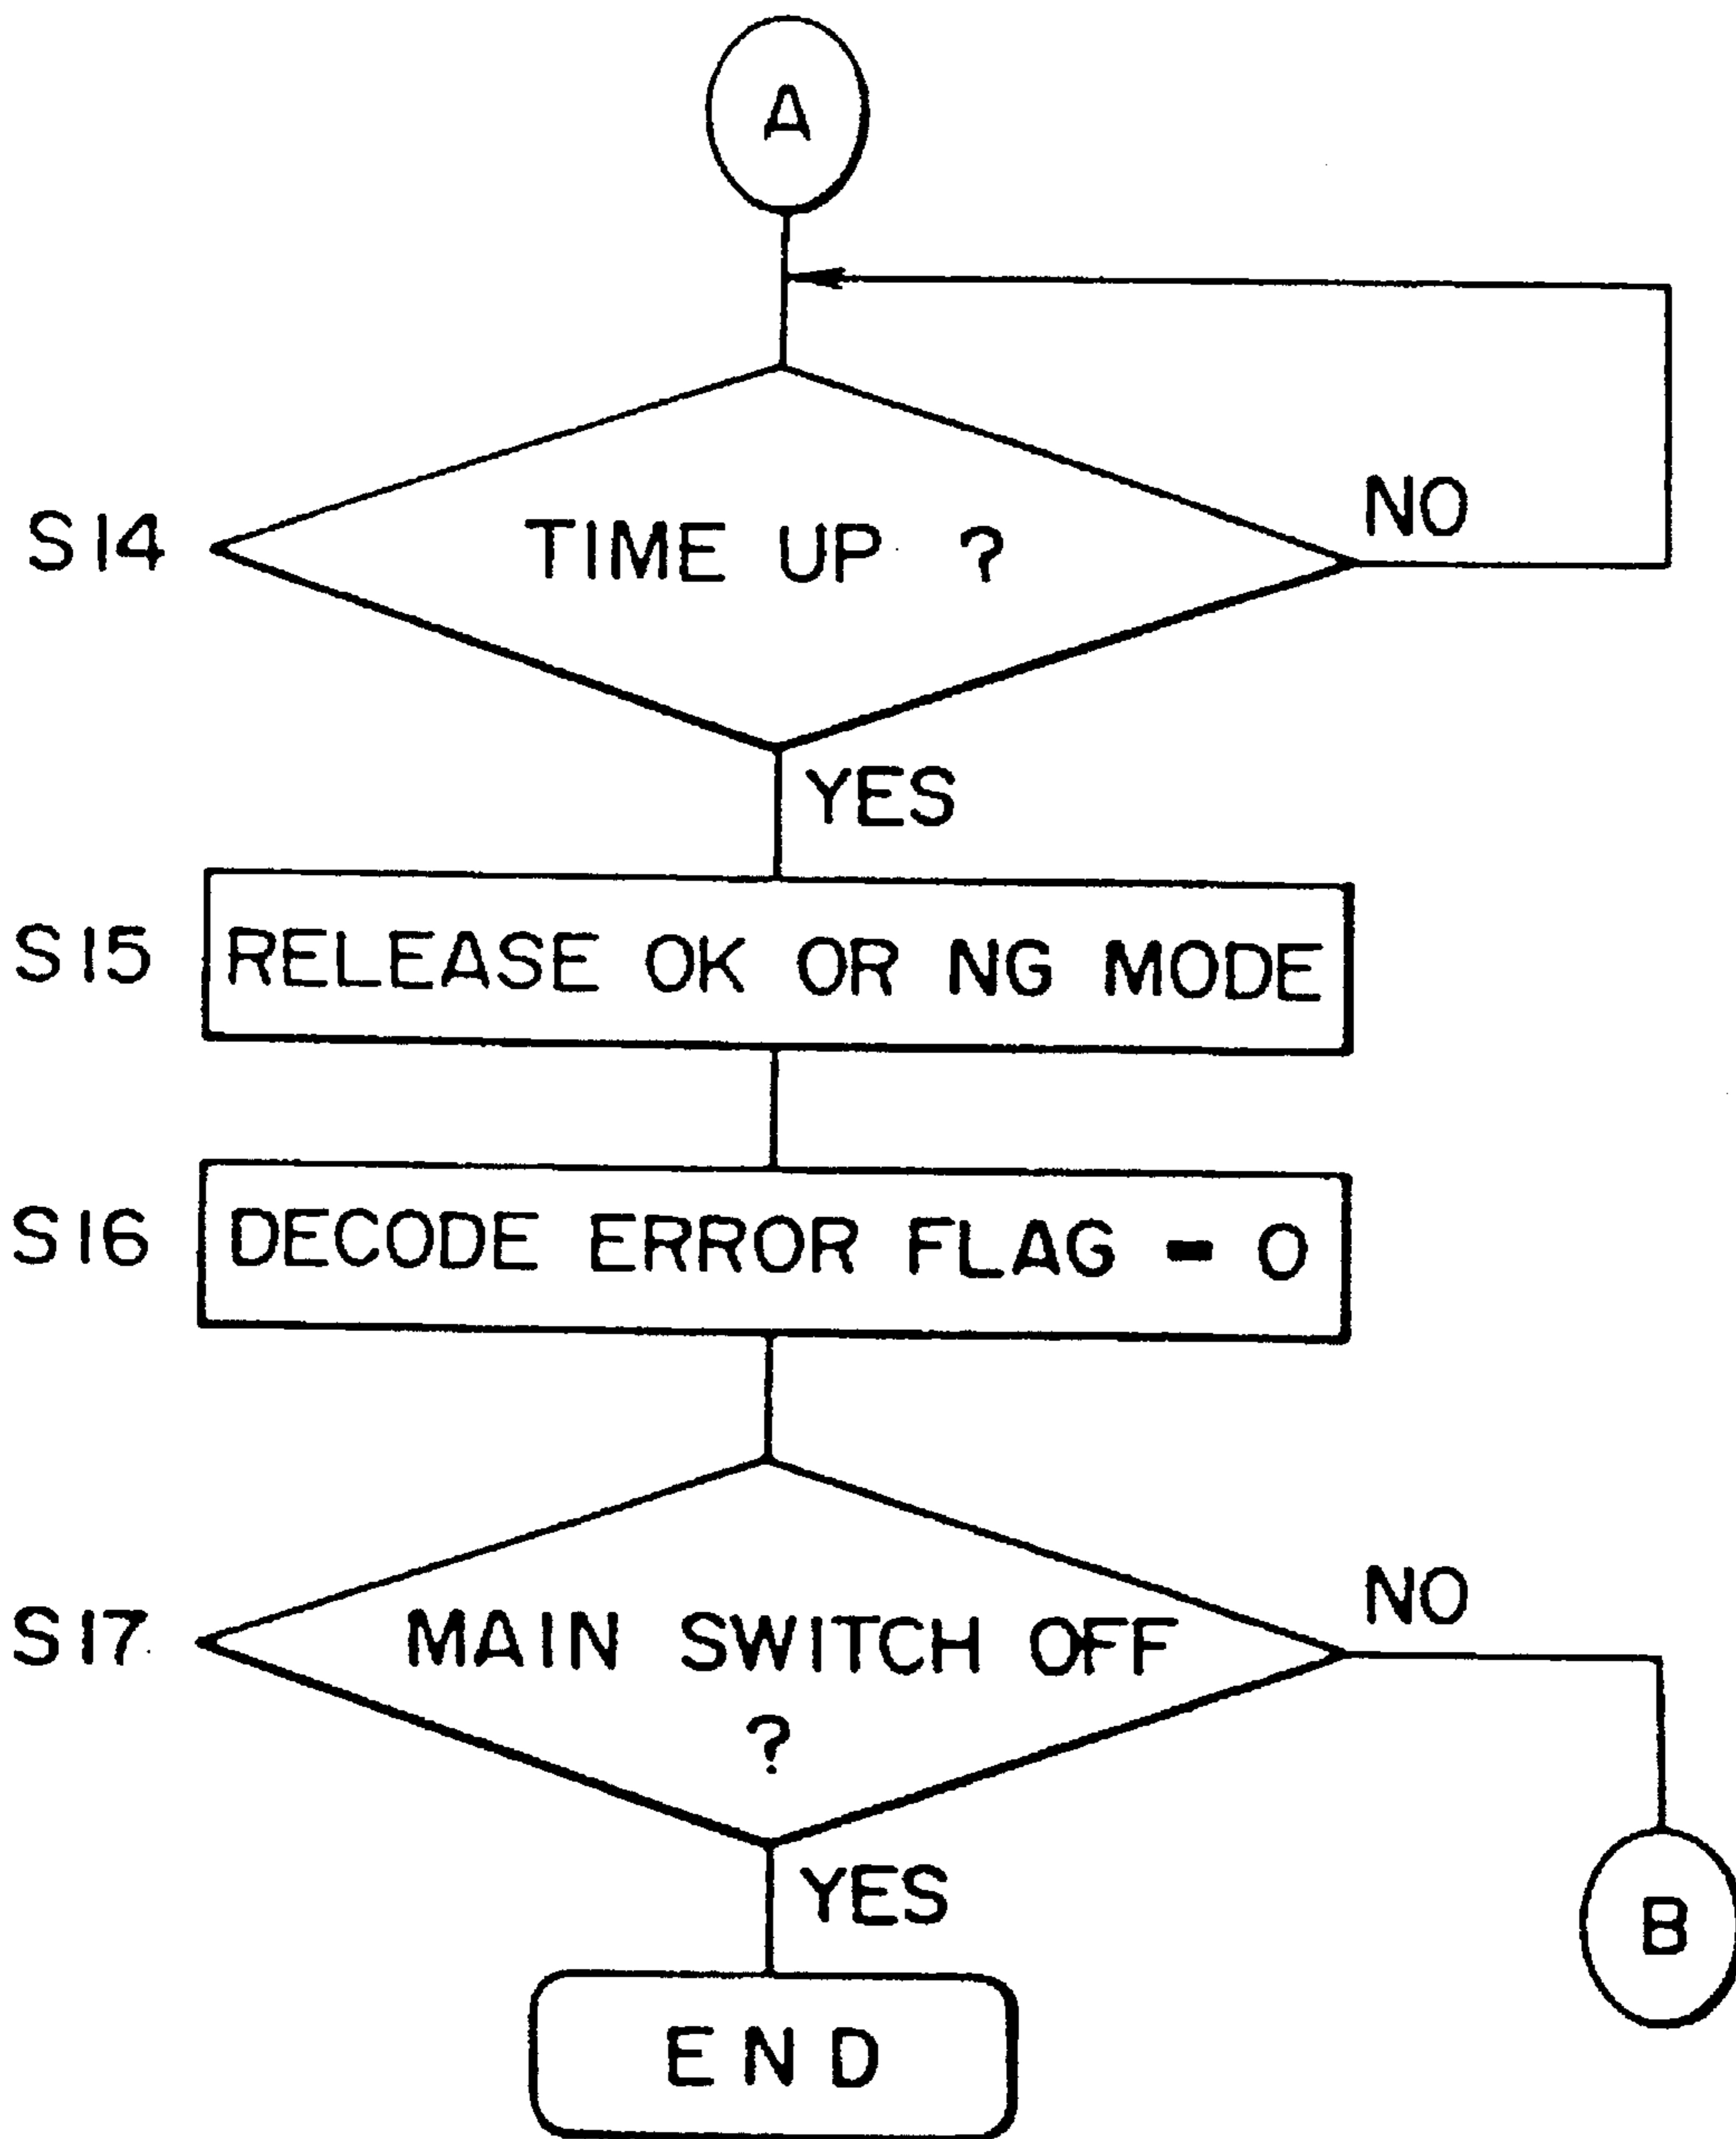 A
NO
S14 TIME UP ?
YES
S15 RELEASE OK OR NG MODE
S16 DECODE ERROR FLAG = 0
NO
S17 MAIN SWITCH OFF
?
YES
B
END